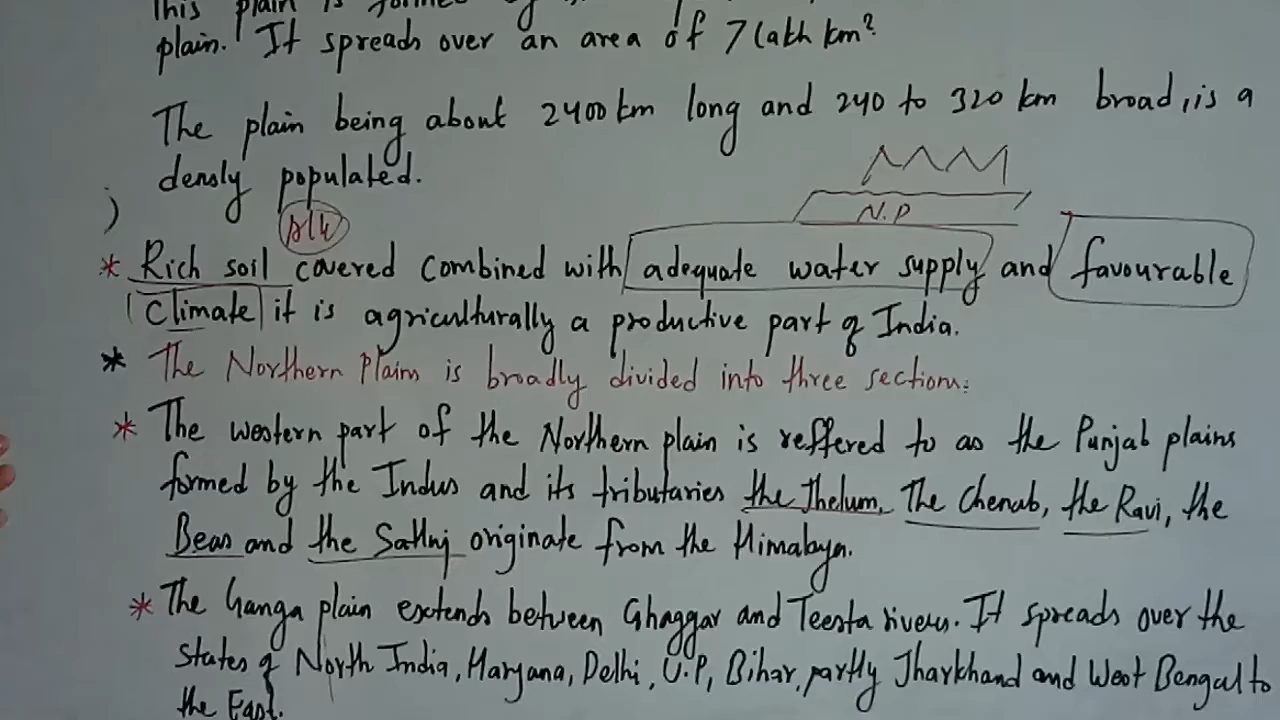 This plain is formed
plain. It spreads over an area of 7 lakh km²
The plain being about 2400 km long and 240 to 320 km broad, is a
densly populated.
N.P
* Rich soil covered combined with adequate water supply and favourable
climate it is agriculturally a productive part of India.
* The Northern Plain is broadly divided into three section:
* The western part of the Northern plain is reffered to as the Punjab plains
formed by the Indus and its tributaries the Jhelum, The Chenab, the Ravi, the
Beas and the Satluj originate from the Himalaya.
* The Ganga plain extends between Ghaggar and Teesta rivers. It spreads over the
states of North India, Haryana, Delhi, U.P, Bihar, partly Jharkhand and West Bengal to
the East.